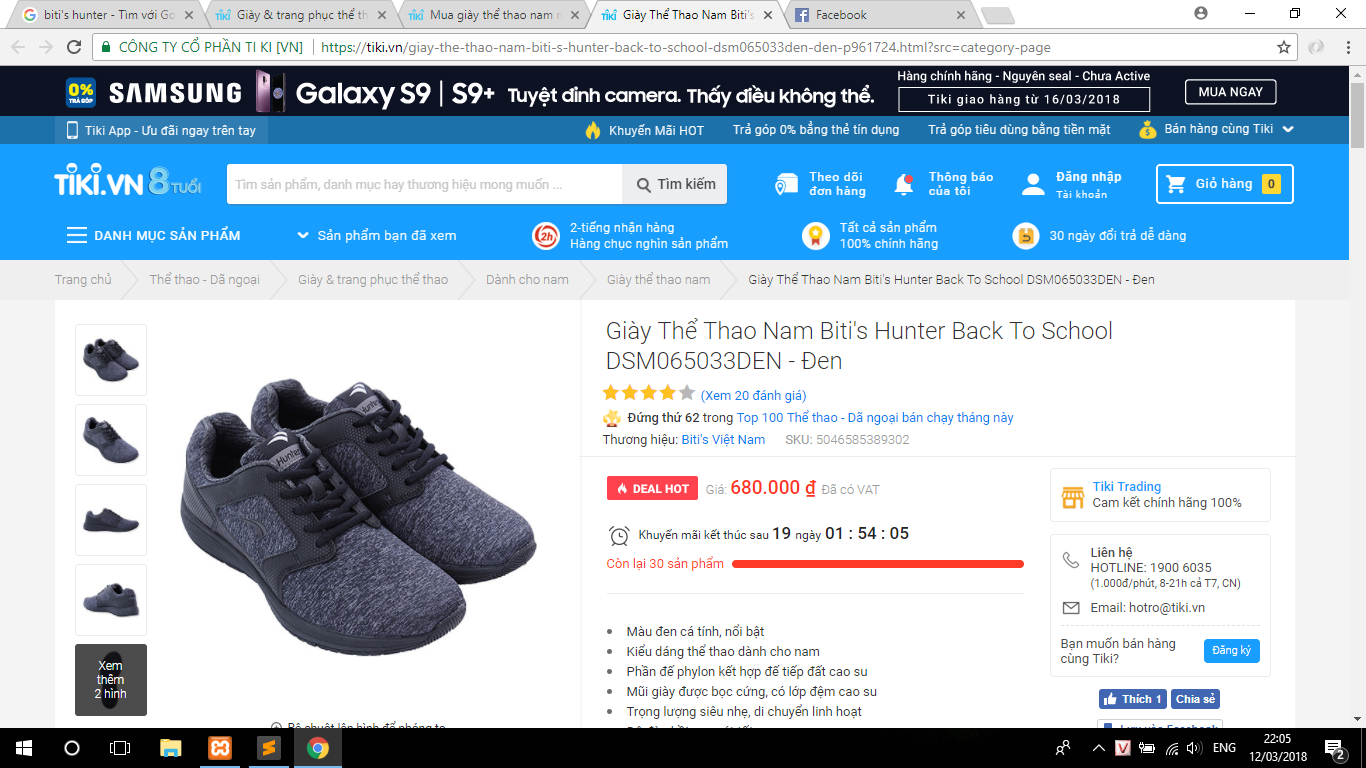 biti's hunter - Tìm với Go
Giày & trang phục thể th
Mua giày thể thao nam n
Giày Thể Thao Nam Biti's
Facebook
CÔNG TY CỔ PHẦN TI KI [VN]
https://tiki.vn/giay-the-thao-nam-biti-s-hunter-back-to-school-dsm065033den-den-p961724.html?src=category-page
0%
TRẢ GÓP
SAMSUNG
Galaxy S9 | S9+
Tuyệt đỉnh camera. Thấy điều không thể.
Hàng chính hãng - Nguyên seal - Chưa Active
Tiki giao hàng từ 16/03/2018
MUA NGAY
Tiki App - Ưu đãi ngay trên tay
Khuyến Mãi HOT
Trả góp 0% bằng thẻ tín dụng
Trả góp tiêu dùng bằng tiền mặt
Bán hàng cùng Tiki
TIKI.VN 8 TUỔI
Tìm sản phẩm, danh mục hay thương hiệu mong muốn ...
Tìm kiếm
Theo dõi
đơn hàng
Thông báo
của tôi
Đăng nhập
Tài khoản
Giỏ hàng 0
DANH MỤC SẢN PHẨM
Sản phẩm bạn đã xem
2h
2-tiếng nhận hàng
Hàng chục nghìn sản phẩm
Tất cả sản phẩm
100% chính hãng
30 ngày đổi trả dễ dàng
Trang chủ
Thể thao - Dã ngoại
Giày & trang phục thể thao
Dành cho nam
Giày thể thao nam
Giày Thể Thao Nam Biti's Hunter Back To School DSM065033DEN - Đen
Hunter
Hunter
Xem
thêm
2 hình
Giày Thể Thao Nam Biti's Hunter Back To School
DSM065033DEN - Đen
(Xem 20 đánh giá)
Đứng thứ 62 trong Top 100 Thể thao - Dã ngoại bán chạy tháng này
Thương hiệu: Biti's Việt Nam
SKU: 5046585389302
DEAL HOT
Giá: 680.000 ₫ Đã có VAT
Khuyến mãi kết thúc sau 19 ngày 01 : 54 : 05
Còn lại 30 sản phẩm
Màu đen cá tính, nổi bật
Kiểu dáng thể thao dành cho nam
Phần đế phylon kết hợp đế tiếp đất cao su
Mũi giày được bọc cứng, có lớp đệm cao su
Trọng lượng siêu nhẹ, di chuyển linh hoạt
Tiki Trading
Cam kết chính hãng 100%
Liên hệ
HOTLINE: 1900 6035
(1.000đ/phút, 8-21h cả T7, CN)
Email: hotro@tiki.vn
Bạn muốn bán hàng
cùng Tiki?
Đăng ký
Thích 1
Chia sẻ
ENG
22:05
12/03/2018
2